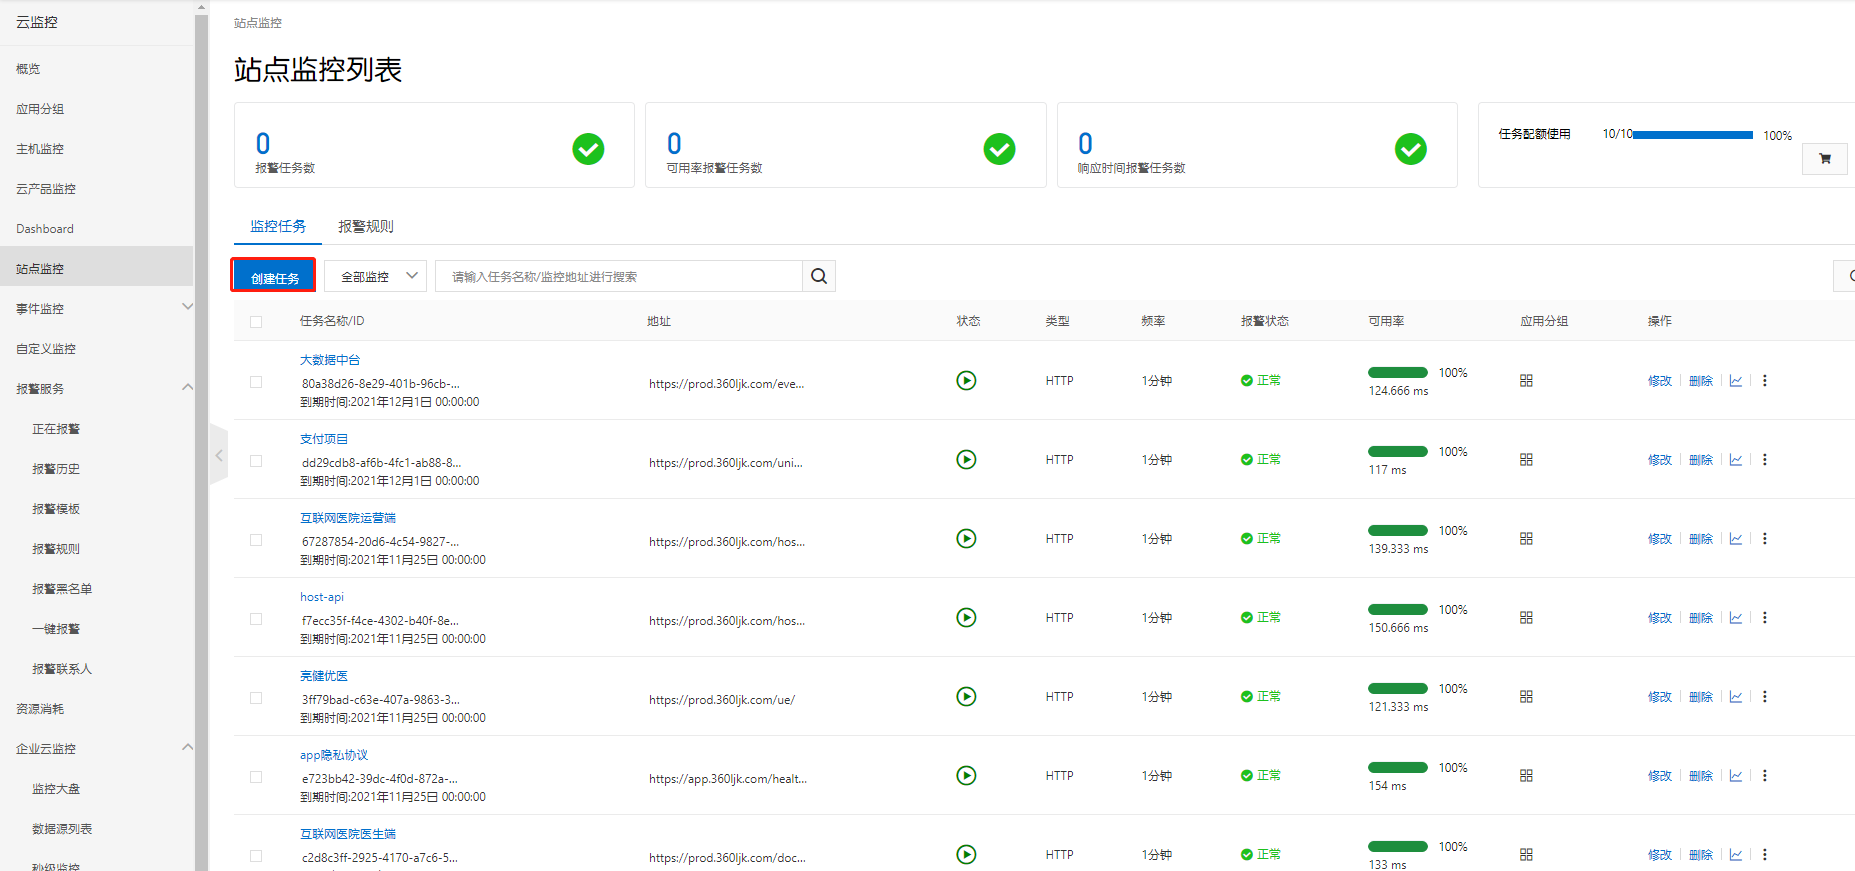 云监控
概览
应用分组
主机监控
云产品监控
Dashboard
站点监控
事件监控
自定义监控
报警服务
正在报警
报警历史
报警模板
报警规则
报警黑名单
一键报警
报警联系人
资源消耗
企业云监控
监控大盘
数据源列表
秒级监控
站点监控
站点监控列表
0
报警任务数
0
可用率报警任务数
0
响应时间报警任务数
任务配额使用 10/10 100%
监控任务 报警规则
创建任务 全部监控 请输入任务名称/监控地址进行搜索
任务名称/ID 地址 状态 类型 频率 报警状态 可用率 应用分组 操作
大数据中台
80a38d26-8e29-401b-96cb-...
到期时间:2021年12月1日 00:00:00
https://prod.360ljk.com/eve... HTTP 1分钟 正常 100%
124.666 ms
修改 删除
支付项目
dd29cdb8-af6b-4fc1-ab88-8...
到期时间:2021年12月1日 00:00:00
https://prod.360ljk.com/uni... HTTP 1分钟 正常 100%
117 ms
修改 删除
互联网医院运营端
67287854-20d6-4c54-9827-...
到期时间:2021年11月25日 00:00:00
https://prod.360ljk.com/hos... HTTP 1分钟 正常 100%
139.333 ms
修改 删除
host-api
f7ecc35f-f4ce-4302-b40f-8e...
到期时间:2021年11月25日 00:00:00
https://prod.360ljk.com/hos... HTTP 1分钟 正常 100%
150.666 ms
修改 删除
亮健优医
3ff79bad-c63e-407a-9863-3...
到期时间:2021年11月25日 00:00:00
https://prod.360ljk.com/ue/ HTTP 1分钟 正常 100%
121.333 ms
修改 删除
app隐私协议
e723bb42-39dc-4f0d-872a-...
到期时间:2021年11月25日 00:00:00
https://app.360ljk.com/healt... HTTP 1分钟 正常 100%
154 ms
修改 删除
互联网医院医生端
c2d8c3ff-2925-4170-a7c6-5...
https://prod.360ljk.com/doc... HTTP 1分钟 正常 100%
133 ms
修改 删除